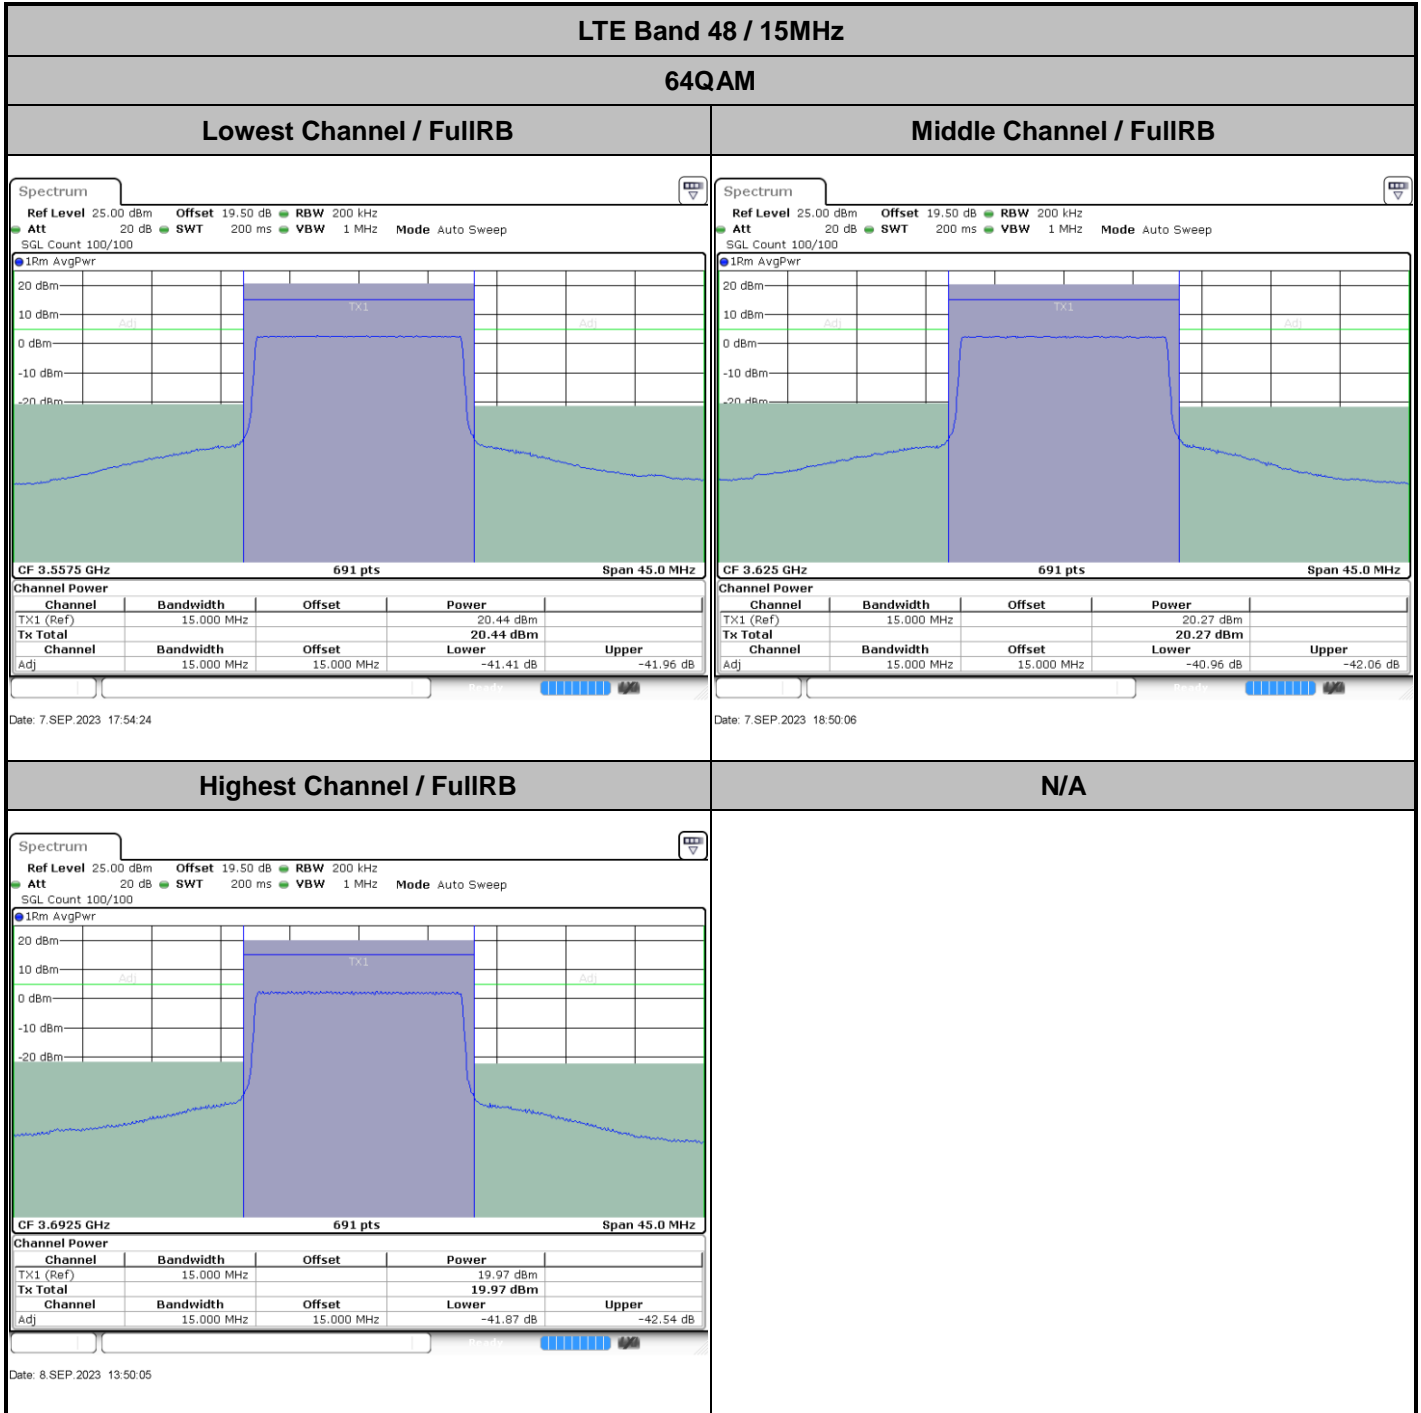 LTE Band 48 / 15MHz
64QAM
Lowest Channel / FullRB
Middle Channel / FullRB
Spectrum
Ref Level 25.00 dBm Offset 19.50 dB RBW 200 kHz
Att 20 dB SWT 200 ms VBW 1 MHz Mode Auto Sweep
SGL Count 100/100
1Rm AvgPwr
20 dBm
10 dBm
0 dBm
-10 dBm
-20 dBm
Adj
TX1
Adj
CF 3.5575 GHz 691 pts Span 45.0 MHz
Channel Power
Channel Bandwidth Offset Power
TX1 (Ref) 15.000 MHz 20.44 dBm
Tx Total 20.44 dBm
Channel Bandwidth Offset Lower Upper
Adj 15.000 MHz 15.000 MHz -41.41 dB -41.96 dB
Ready
Date: 7.SEP.2023 17:54:24
Spectrum
Ref Level 25.00 dBm Offset 19.50 dB RBW 200 kHz
Att 20 dB SWT 200 ms VBW 1 MHz Mode Auto Sweep
SGL Count 100/100
1Rm AvgPwr
20 dBm
10 dBm
0 dBm
-10 dBm
-20 dBm
Adj
TX1
Adj
CF 3.625 GHz 691 pts Span 45.0 MHz
Channel Power
Channel Bandwidth Offset Power
TX1 (Ref) 15.000 MHz 20.27 dBm
Tx Total 20.27 dBm
Channel Bandwidth Offset Lower Upper
Adj 15.000 MHz 15.000 MHz -40.96 dB -42.06 dB
Ready
Date: 7.SEP.2023 18:50:06
Highest Channel / FullRB
N/A
Spectrum
Ref Level 25.00 dBm Offset 19.50 dB RBW 200 kHz
Att 20 dB SWT 200 ms VBW 1 MHz Mode Auto Sweep
SGL Count 100/100
1Rm AvgPwr
20 dBm
10 dBm
0 dBm
-10 dBm
-20 dBm
Adj
TX1
Adj
CF 3.6925 GHz 691 pts Span 45.0 MHz
Channel Power
Channel Bandwidth Offset Power
TX1 (Ref) 15.000 MHz 19.97 dBm
Tx Total 19.97 dBm
Channel Bandwidth Offset Lower Upper
Adj 15.000 MHz 15.000 MHz -41.87 dB -42.54 dB
Ready
Date: 8.SEP.2023 13:50:05